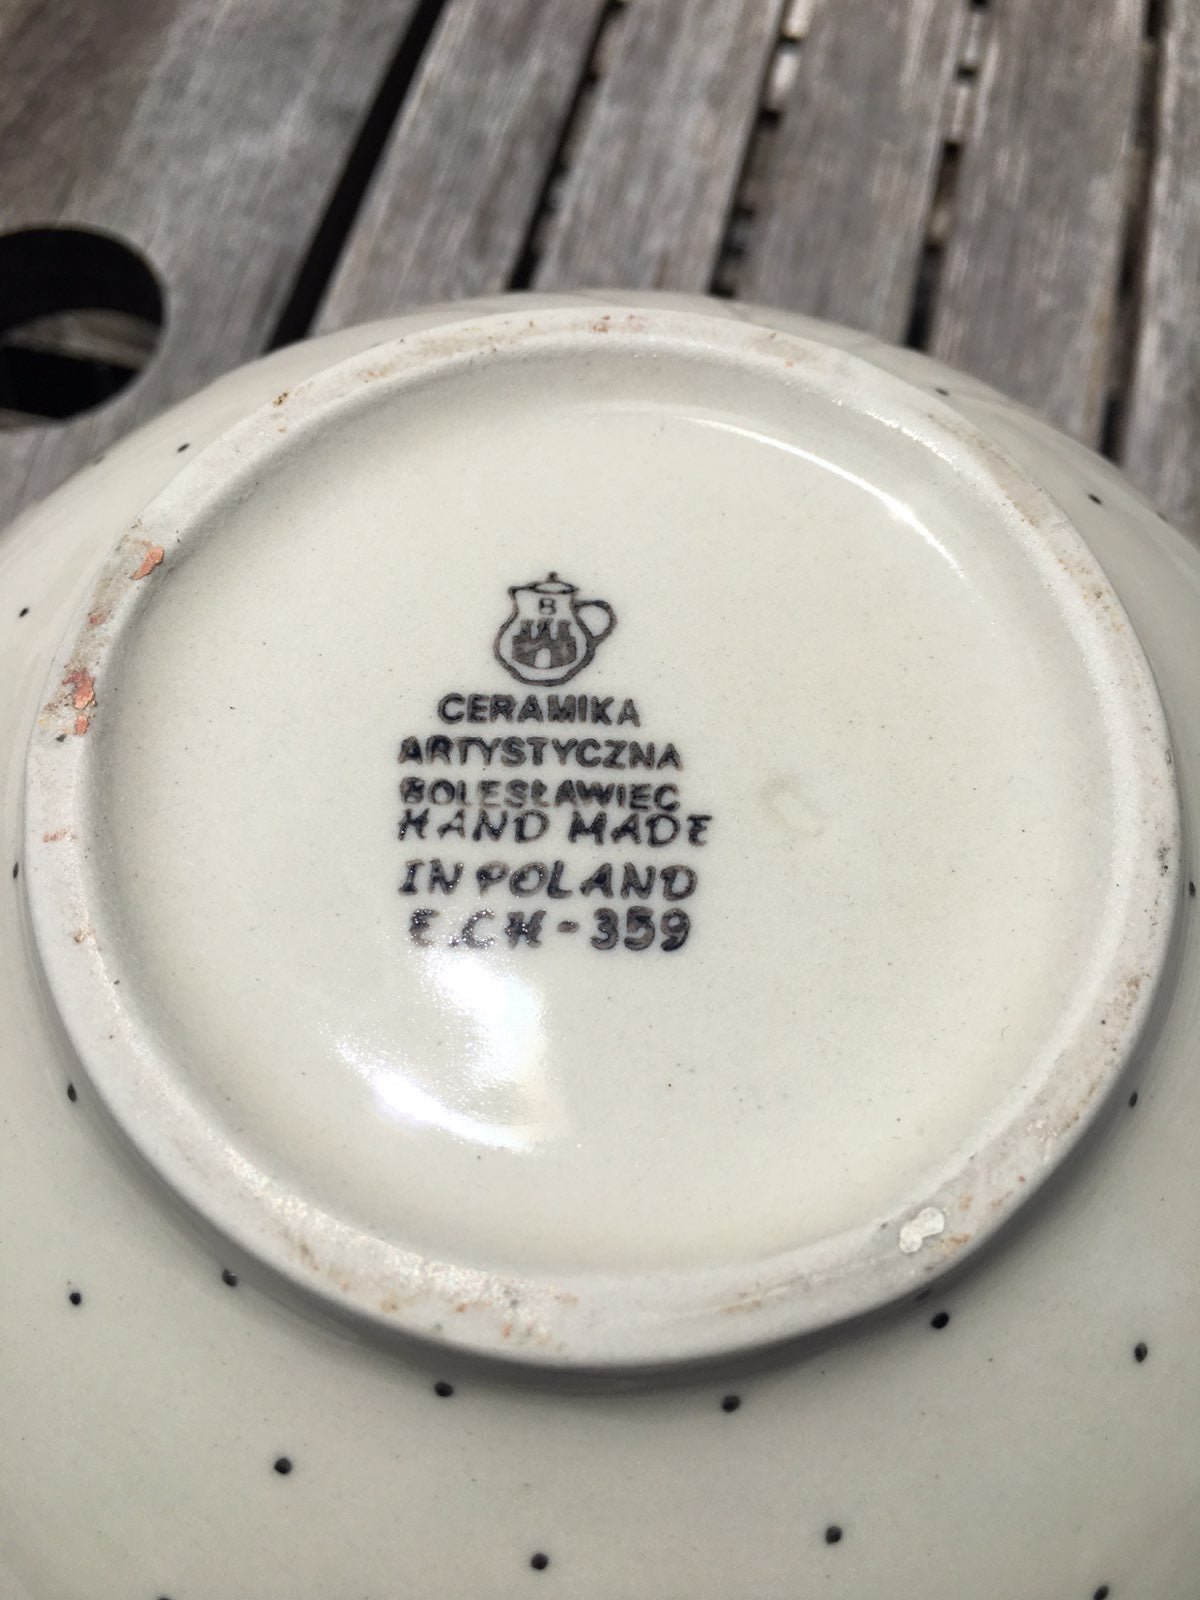 B
CERAMIKA
ARTYSTYCZNA
BOLESŁAWIEC
HAND MADE
IN POLAND
E.CH-359